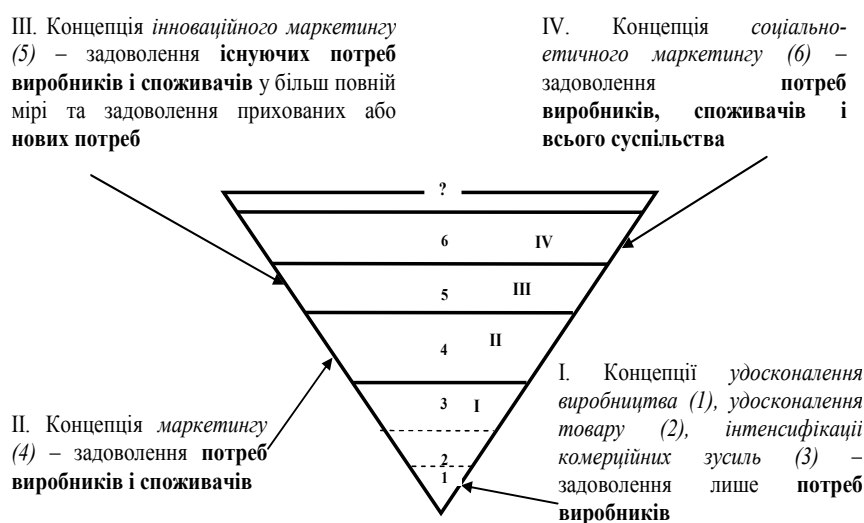 III. Концепція інноваційного маркетингу
(5) – задоволення існуючих потреб
виробників і споживачів у більш повній
мірі та задоволення прихованих або
нових потреб
IV. Концепція соціально-
етичного маркетингу (6) –
задоволення потреб
виробників, споживачів і
всього суспільства
?
6 IV
5 III
4 II
3 I
2
1
II. Концепція маркетингу
(4) – задоволення потреб
виробників і споживачів
I. Концепції удосконалення
виробництва (1), удосконалення
товару (2), інтенсифікації
комерційних зусиль (3) –
задоволення лише потреб
виробників